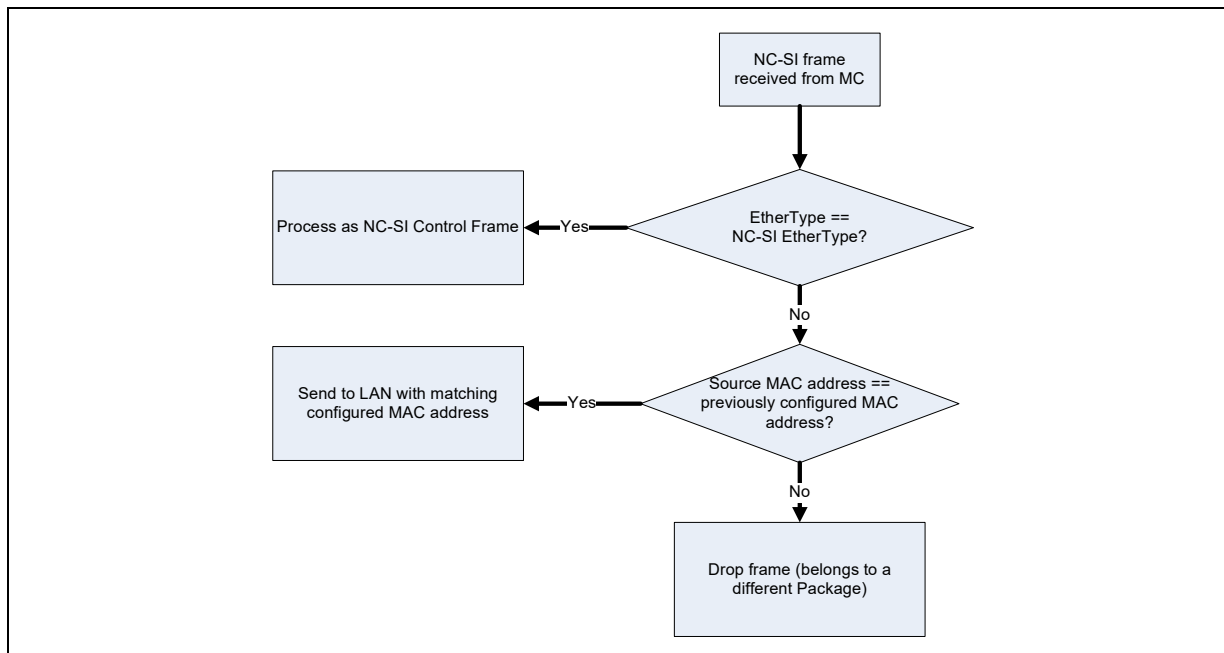 NC-SI frame
received from MC
EtherType ==
NC-SI EtherType?
Yes
Process as NC-SI Control Frame
No
Source MAC address ==
previously configured MAC
address?
Yes
Send to LAN with matching
configured MAC address
No
Drop frame (belongs to a
different Package)